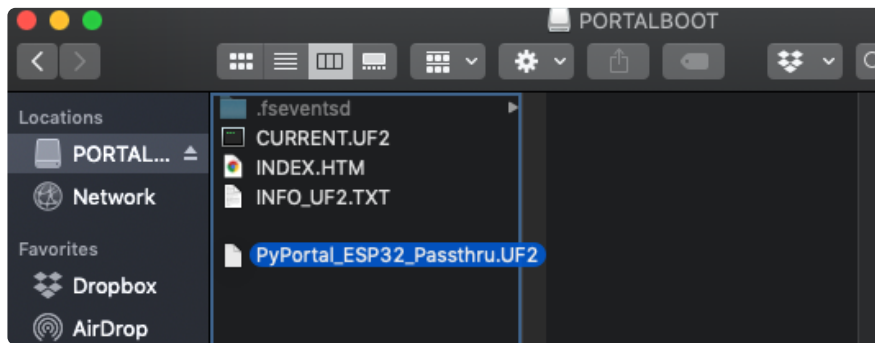 PORTALBOOT
Locations
PORTAL...
Network
Favorites
Dropbox
AirDrop
.fseventsd
CURRENT.UF2
INDEX.HTM
INFO_UF2.TXT
PyPortal_ESP32_Passthru.UF2